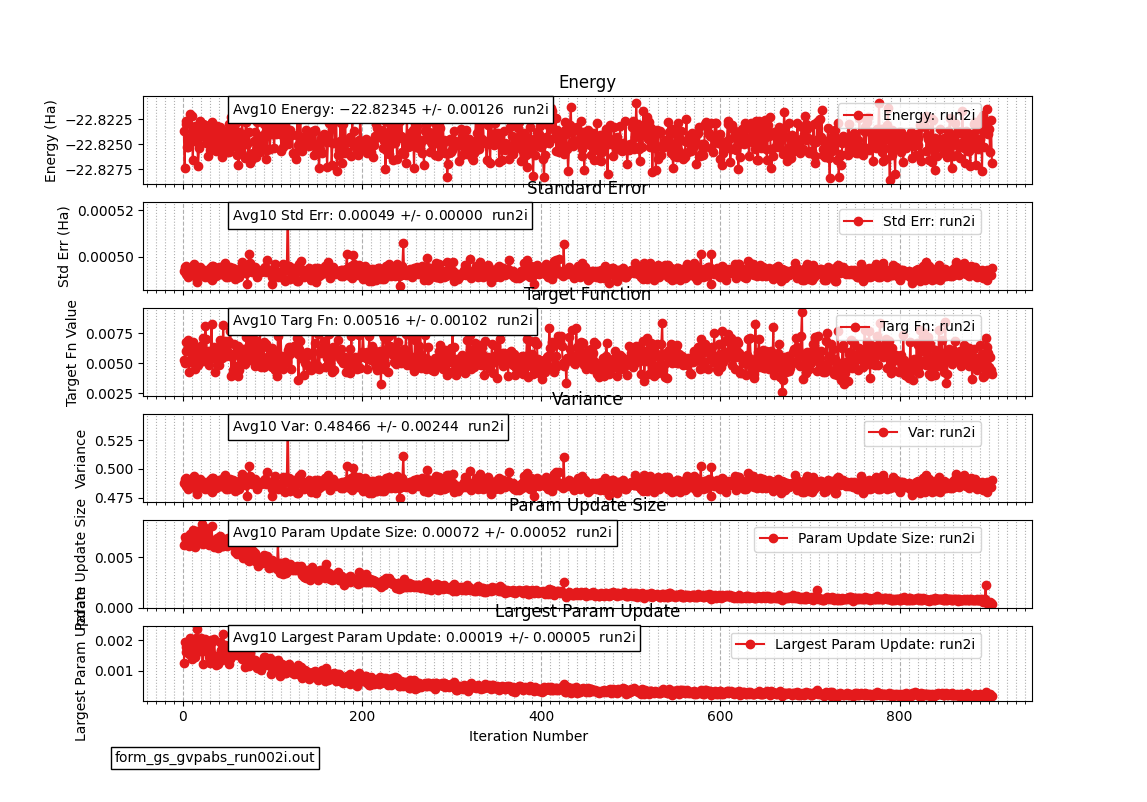 Energy
Avg10 Energy: −22.82345 +/- 0.00126  run2i
Energy: run2i
Energy (Ha)
−22.8225
−22.8250
−22.8275
Standard Error
Avg10 Std Err: 0.00049 +/- 0.00000  run2i
Std Err: run2i
Std Err (Ha)
0.00052
0.00050
Target Function
Avg10 Targ Fn: 0.00516 +/- 0.00102  run2i
Targ Fn: run2i
Target Fn Value
0.0075
0.0050
0.0025
Variance
Avg10 Var: 0.48466 +/- 0.00244  run2i
Var: run2i
Variance
0.525
0.500
0.475
Param Update Size
Avg10 Param Update Size: 0.00072 +/- 0.00052  run2i
Param Update Size: run2i
Param Update Size
0.005
0.000
Largest Param Update
Avg10 Largest Param Update: 0.00019 +/- 0.00005  run2i
Largest Param Update: run2i
Largest Param Update
0.002
0.001
0 200 400 600 800
Iteration Number
form_gs_gvpabs_run002i.out